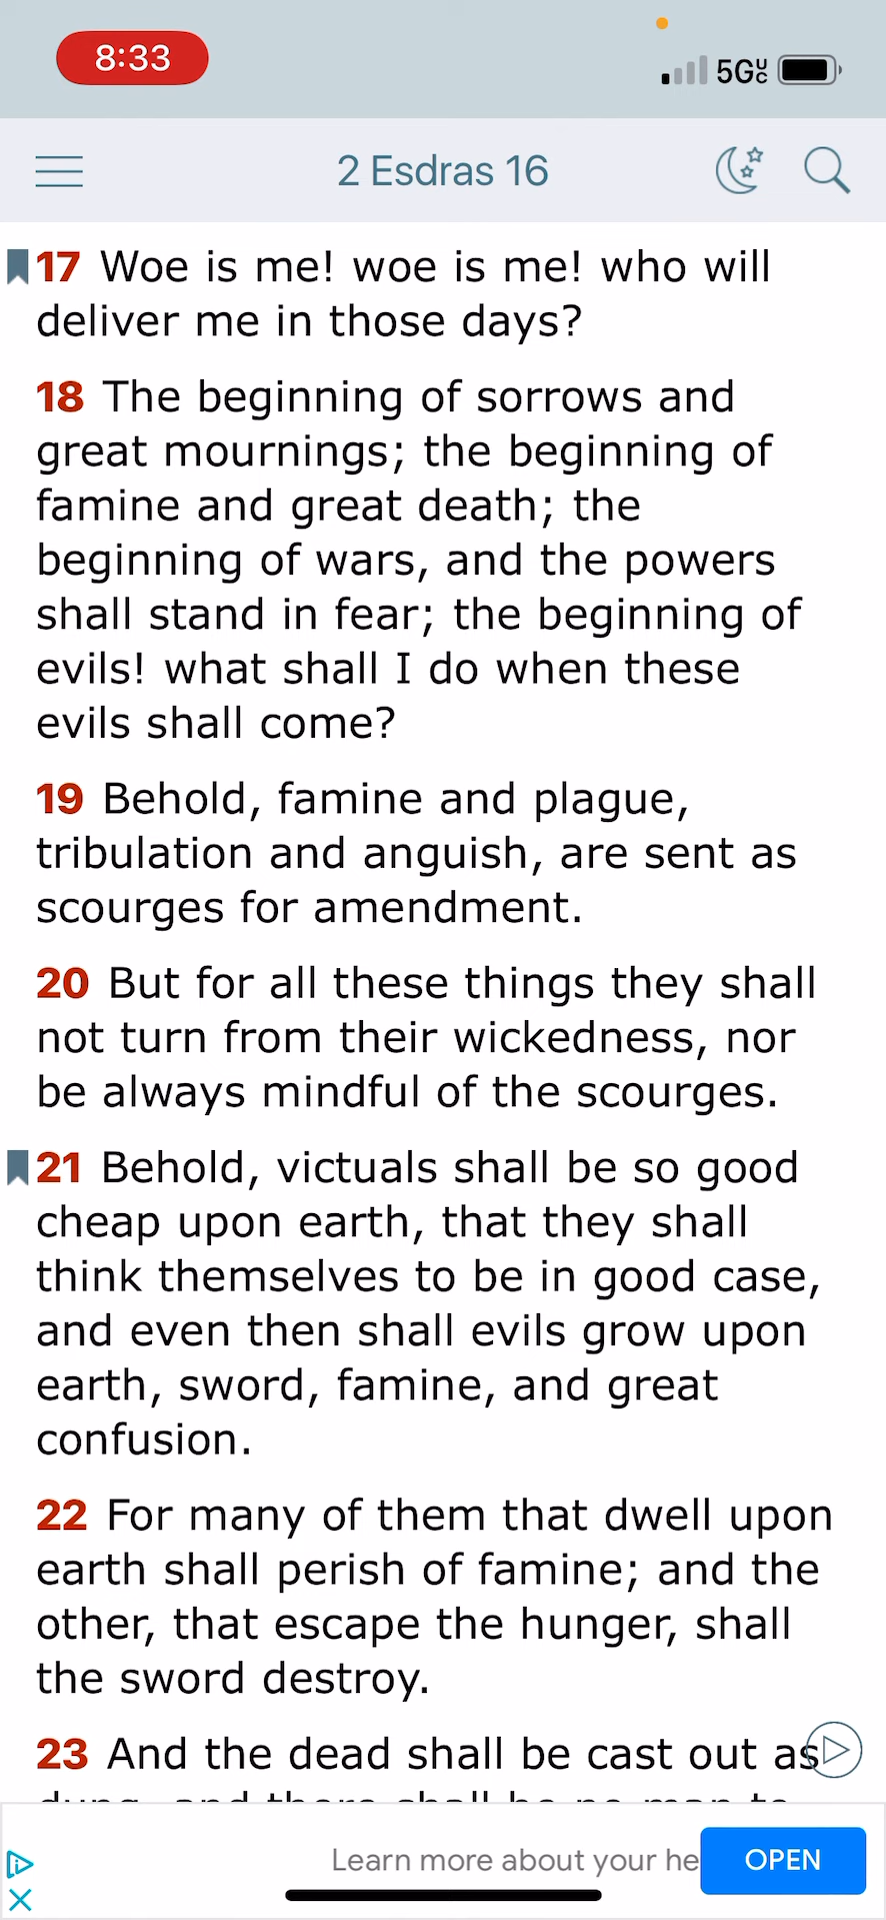 8:33
5G
2 Esdras 16
17 Woe is me! woe is me! who will
deliver me in those days?
18 The beginning of sorrows and
great mournings; the beginning of
famine and great death; the
beginning of wars, and the powers
shall stand in fear; the beginning of
evils! what shall I do when these
evils shall come?
19 Behold, famine and plague,
tribulation and anguish, are sent as
scourges for amendment.
20 But for all these things they shall
not turn from their wickedness, nor
be always mindful of the scourges.
21 Behold, victuals shall be so good
cheap upon earth, that they shall
think themselves to be in good case,
and even then shall evils grow upon
earth, sword, famine, and great
confusion.
22 For many of them that dwell upon
earth shall perish of famine; and the
other, that escape the hunger, shall
the sword destroy.
23 And the dead shall be cast out as
Learn more about your he
OPEN